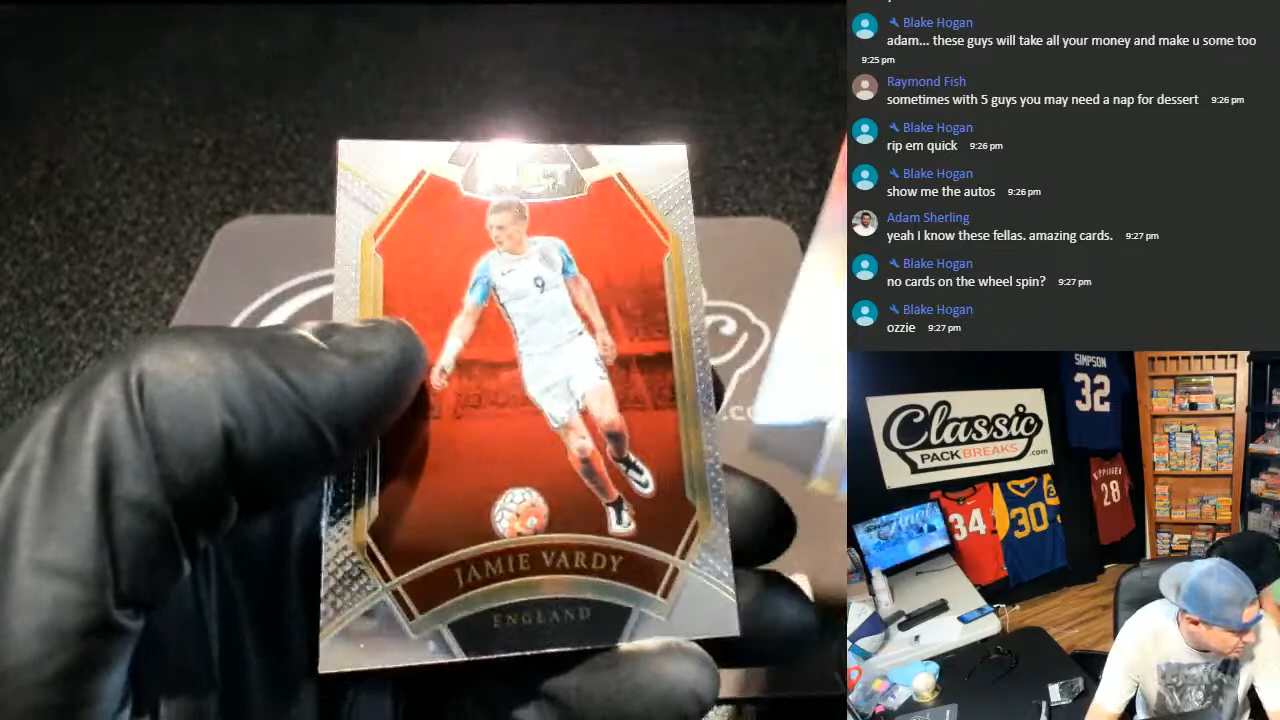 Blake Hogan
adam... these guys will take all your money and make u some too
9:25 pm
Raymond Fish
sometimes with 5 guys you may need a nap for dessert 9:26 pm
Blake Hogan
rip em quick 9:26 pm
Blake Hogan
show me the autos 9:26 pm
Adam Sherling
yeah I know these fellas. amazing cards. 9:27 pm
Blake Hogan
no cards on the wheel spin? 9:27 pm
Blake Hogan
ozzie 9:27 pm
9
JAMIE VARDY
ENGLAND
SIMPSON
32
Classic
PACK BREAKS .com
34
30
28